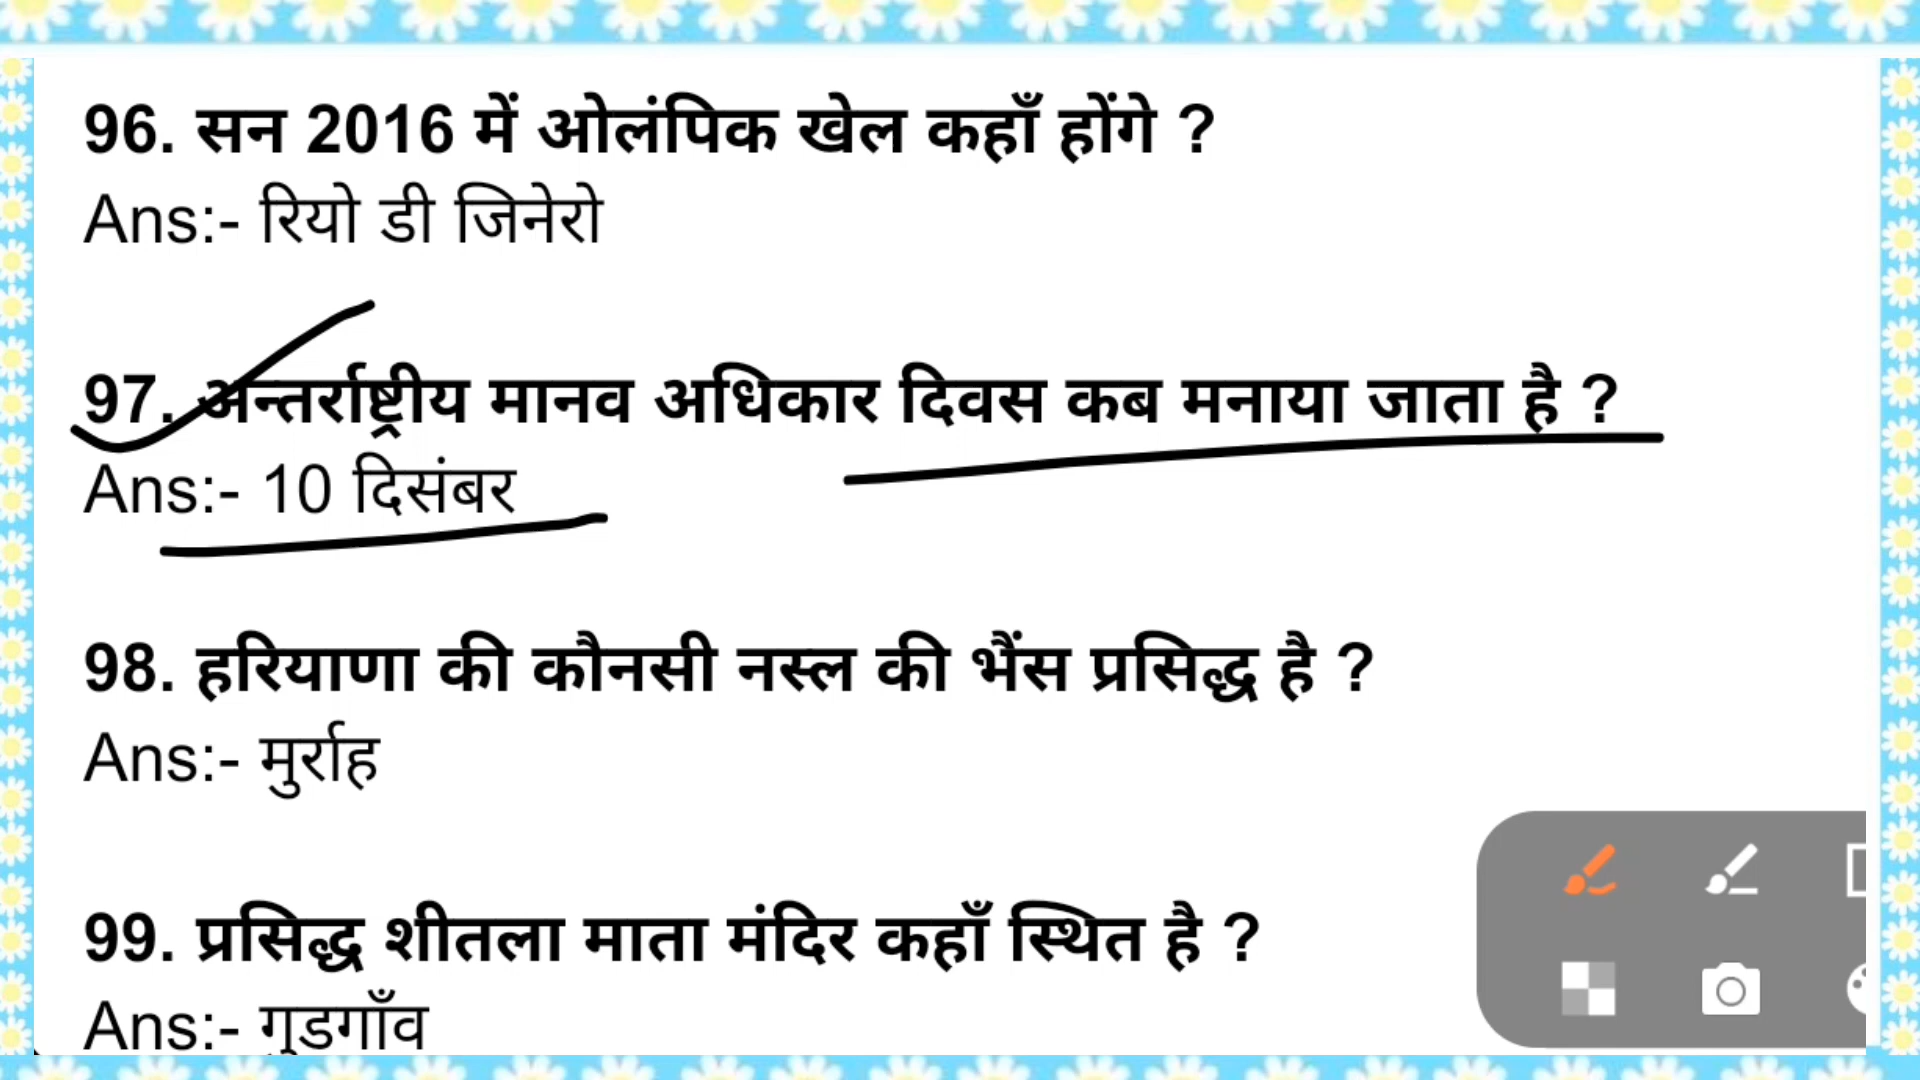 96. सन 2016 में ओलंपिक खेल कहाँ होंगे ?
Ans:- रियो डी जिनेरो
97. अन्तर्राष्ट्रीय मानव अधिकार दिवस कब मनाया जाता है ?
Ans:- 10 दिसंबर
98. हरियाणा की कौनसी नस्ल की भैंस प्रसिद्ध है ?
Ans:- मुर्राह
99. प्रसिद्ध शीतला माता मंदिर कहाँ स्थित है ?
Ans:- गुडगाँव